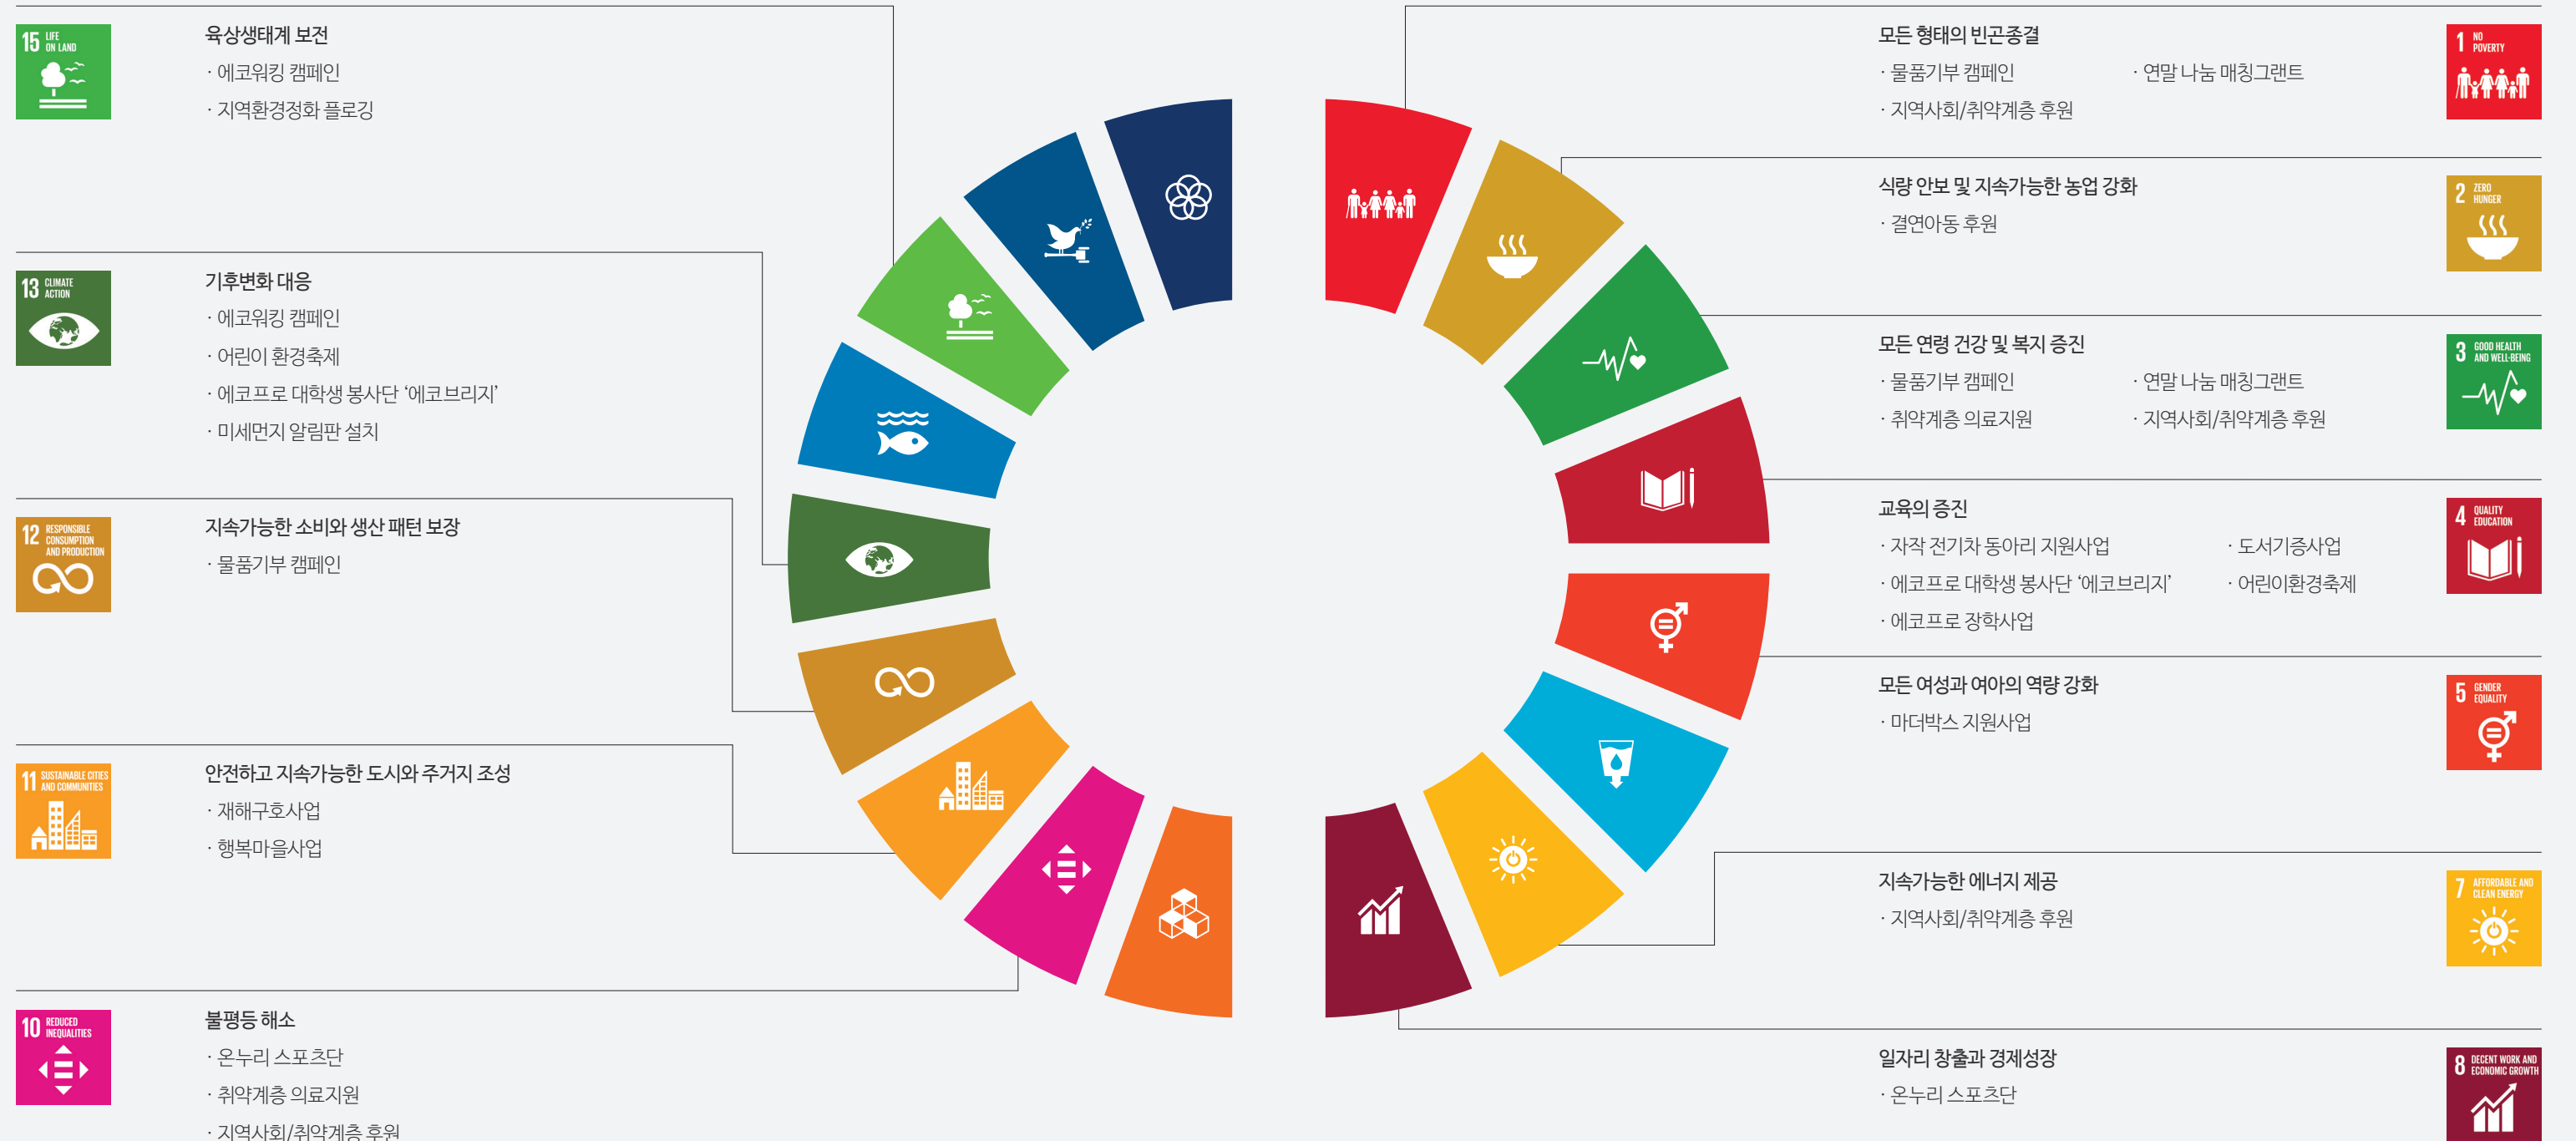 15 LIFE
ON LAND
육상생태계 보전
· 에코워킹 캠페인
· 지역환경정화 플로깅
13 CLIMATE
ACTION
기후변화 대응
· 에코워킹 캠페인
· 어린이 환경축제
· 에코프로 대학생 봉사단 ‘에코브리지’
· 미세먼지 알림판 설치
12 RESPONSIBLE
CONSUMPTION
AND PRODUCTION
지속가능한 소비와 생산 패턴 보장
· 물품기부 캠페인
11 SUSTAINABLE CITIES
AND COMMUNITIES
안전하고 지속가능한 도시와 주거지 조성
· 재해구호사업
· 행복마을사업
10 REDUCED
INEQUALITIES
불평등 해소
· 온누리 스포츠단
· 취약계층 의료지원
· 지역사회/취약계층 후원
모든 형태의 빈곤종결
· 물품기부 캠페인 · 연말 나눔 매칭그랜트
· 지역사회/취약계층 후원
1 NO
POVERTY
식량 안보 및 지속가능한 농업 강화
· 결연아동 후원
2 ZERO
HUNGER
모든 연령 건강 및 복지 증진
· 물품기부 캠페인 · 연말 나눔 매칭그랜트
· 취약계층 의료지원 · 지역사회/취약계층 후원
3 GOOD HEALTH
AND WELL-BEING
교육의 증진
· 자작 전기차 동아리 지원사업 · 도서기증사업
· 에코프로 대학생 봉사단 ‘에코브리지’ · 어린이환경축제
· 에코프로 장학사업
4 QUALITY
EDUCATION
모든 여성과 여아의 역량 강화
· 마더박스 지원사업
5 GENDER
EQUALITY
지속가능한 에너지 제공
· 지역사회/취약계층 후원
7 AFFORDABLE AND
CLEAN ENERGY
일자리 창출과 경제성장
· 온누리 스포츠단
8 DECENT WORK AND
ECONOMIC GROWTH